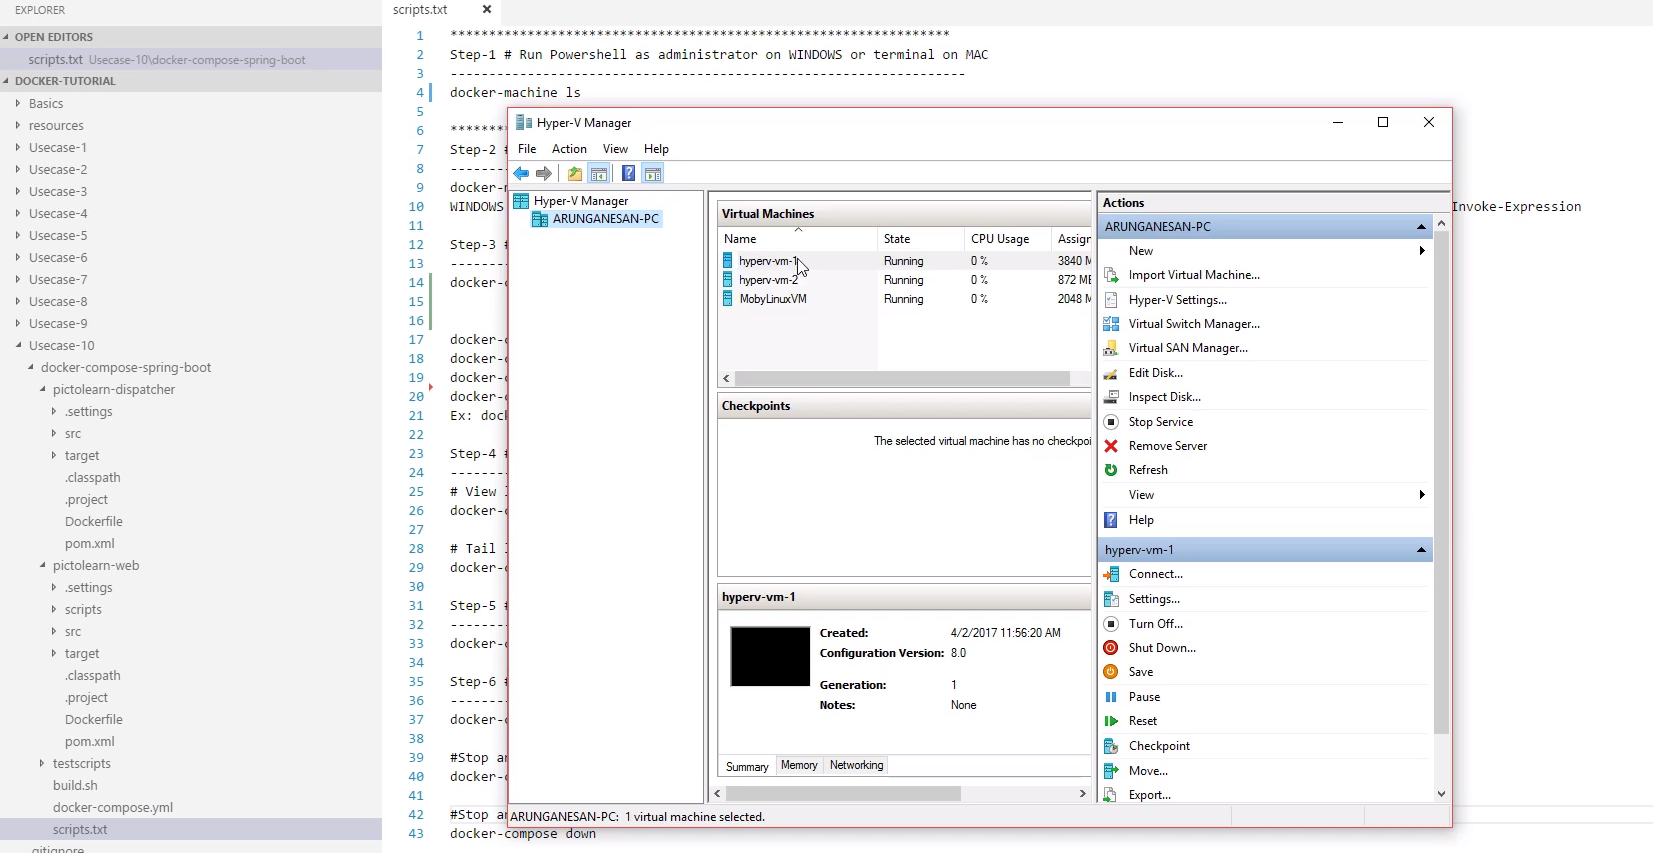 EXPLORER
OPEN EDITORS
scripts.txt Usecase-10\docker-compose-spring-boot
DOCKER-TUTORIAL
Basics
resources
Usecase-1
Usecase-2
Usecase-3
Usecase-4
Usecase-5
Usecase-6
Usecase-7
Usecase-8
Usecase-9
Usecase-10
docker-compose-spring-boot
pictolearn-dispatcher
.settings
src
target
.classpath
.project
Dockerfile
pom.xml
pictolearn-web
.settings
scripts
src
target
.classpath
.project
Dockerfile
pom.xml
testscripts
build.sh
docker-compose.yml
scripts.txt
.gitignore
scripts.txt
1 *****************************************************************
2 Step-1 # Run Powershell as administrator on WINDOWS or terminal on MAC
3 -------------------------------------------------------------------
4 docker-machine ls
5
6 ********
7 Step-2 #
8 -------
9 docker-m
10 WINDOWS Invoke-Expression
11
12 Step-3 #
13 -------
14 docker-c
15
16
17 docker-c
18 docker-c
19 docker-c
20 docker-c
21 Ex: dock
22
23 Step-4 #
24 -------
25 # View l
26 docker-c
27
28 # Tail l
29 docker-c
30
31 Step-5 #
32 -------
33 docker-c
34
35 Step-6 #
36 -------
37 docker-c
38
39 #Stop an
40 docker-c
41
42 #Stop an
43 docker-compose down
Hyper-V Manager
File Action View Help
Hyper-V Manager
ARUNGANESAN-PC
Virtual Machines
Name State CPU Usage Assign
hyperv-vm-1 Running 0 % 3840 M
hyperv-vm-2 Running 0 % 872 ME
MobyLinuxVM Running 0 % 2048 M
Checkpoints
The selected virtual machine has no checkpoi
hyperv-vm-1
Created: 4/2/2017 11:56:20 AM
Configuration Version: 8.0
Generation: 1
Notes: None
Summary Memory Networking
Actions
ARUNGANESAN-PC
New
Import Virtual Machine...
Hyper-V Settings...
Virtual Switch Manager...
Virtual SAN Manager...
Edit Disk...
Inspect Disk...
Stop Service
Remove Server
Refresh
View
Help
hyperv-vm-1
Connect...
Settings...
Turn Off...
Shut Down...
Save
Pause
Reset
Checkpoint
Move...
Export...
ARUNGANESAN-PC: 1 virtual machine selected.